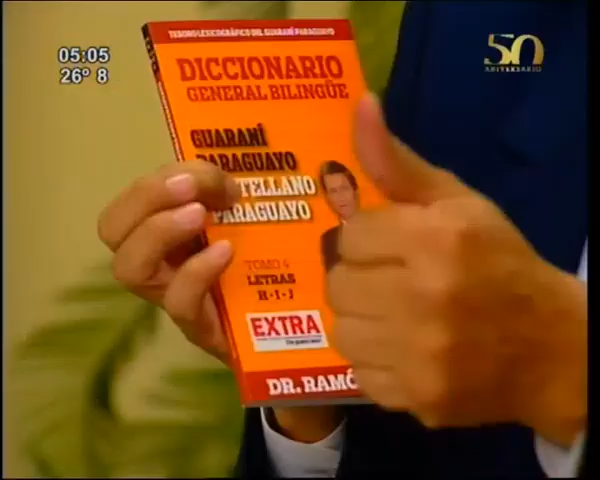 05:05
26º 8
50
ANIVERSARIO
TESORO LEXICOGRÁFICO DEL GUARANÍ PARAGUAYO
DICCIONARIO
GENERAL BILINGÜE
GUARANÍ
PARAGUAYO
TELLANO
PARAGUAYO
TOMO 4
LETRAS
H-I-J
EXTRA
DR. RAMÓ